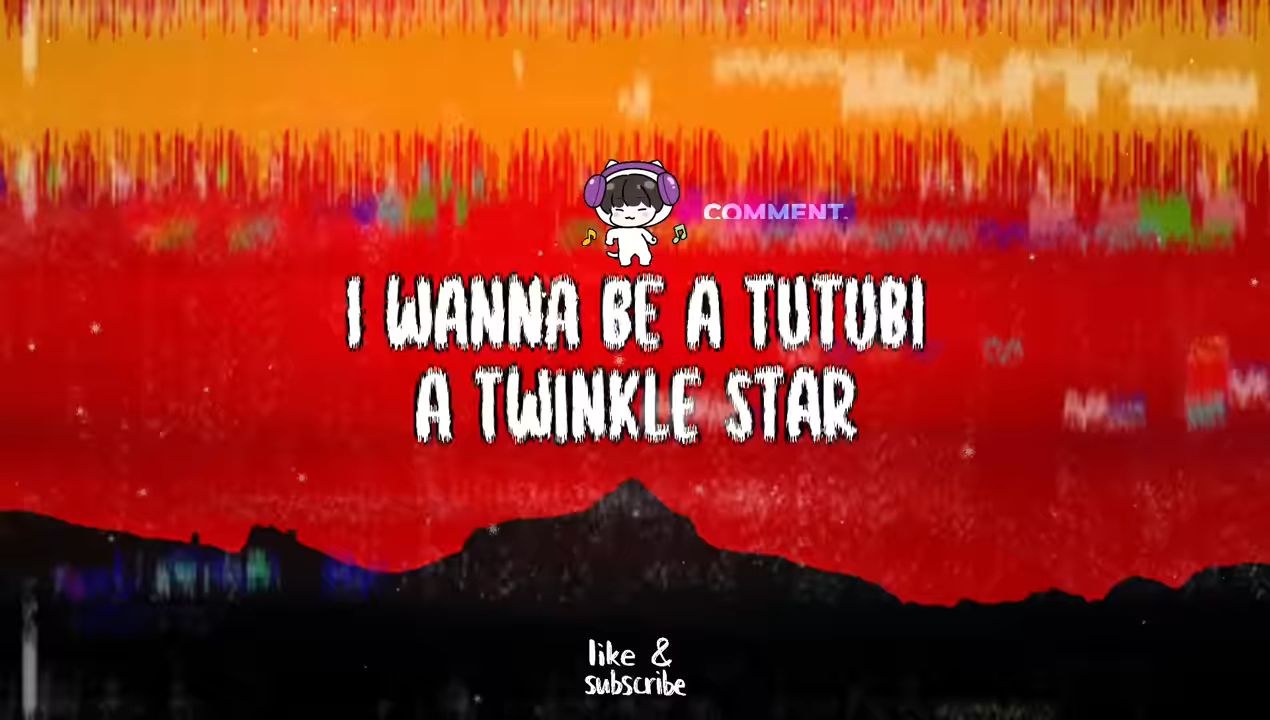 COMMENT.
I WANNA BE A TUTUBI
A TWINKLE STAR
like &
subscribe